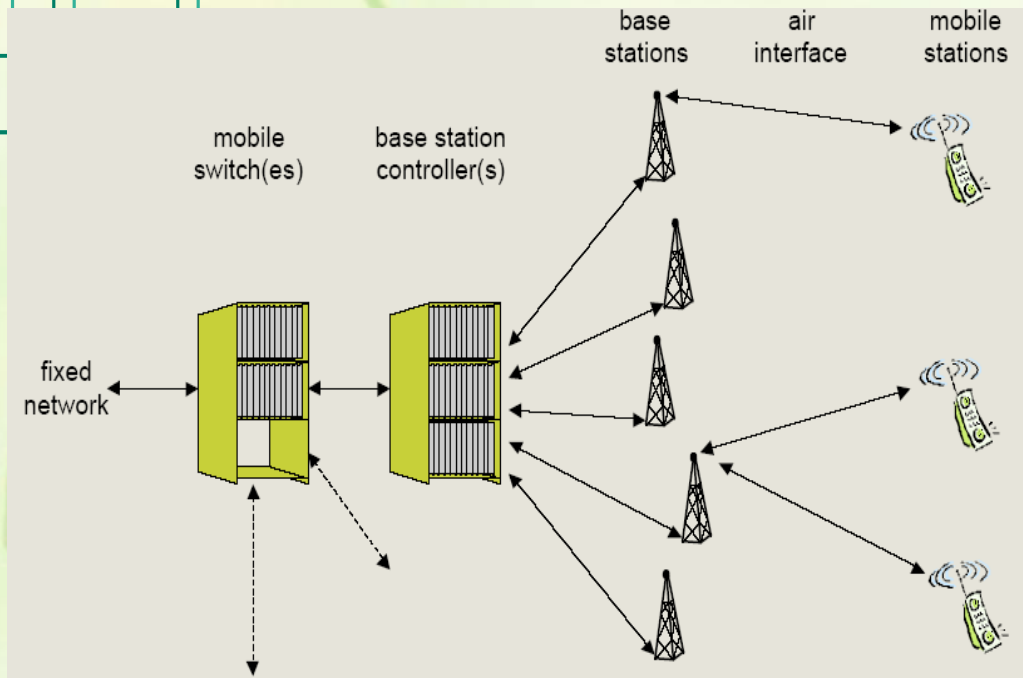 base
stations
air
interface
mobile
stations
mobile
switch(es)
base station
controller(s)
fixed
network